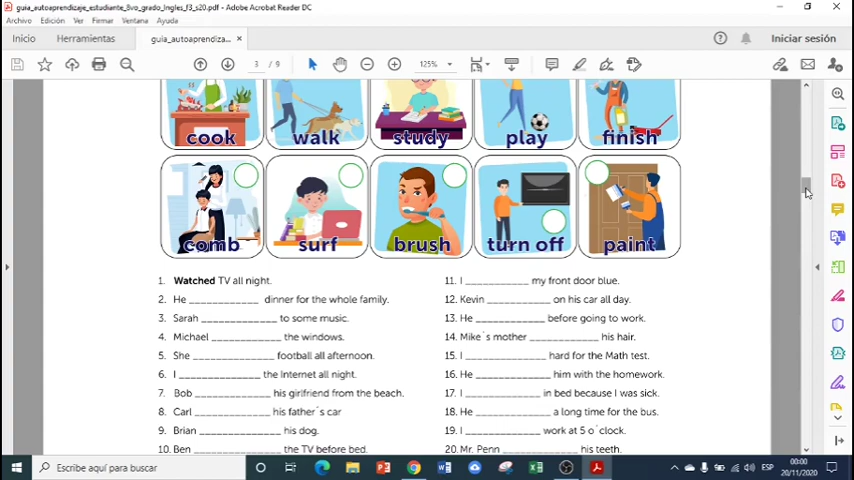 guia_autoaprendizaje_estudiante_8vo_grado_Ingles_f3_s20.pdf - Adobe Acrobat Reader DC
Archivo Edición Ver Firmar Ventana Ayuda
Inicio Herramientas guia_autoaprendiza... × Iniciar sesión
3 / 9 125%
cook walk study play finish
comb surf brush turn off paint
1. Watched TV all night.
2. He ____________ dinner for the whole family.
3. Sarah _____________ to some music.
4. Michael ____________ the windows.
5. She ______________ football all afternoon.
6. I ______________ the Internet all night.
7. Bob ____________ his girlfriend from the beach.
8. Carl _____________ his father´s car
9. Brian ____________ his dog.
10. Ben _____________ the TV before bed.
11. I ___________ my front door blue.
12. Kevin ___________ on his car all day.
13. He ____________ before going to work.
14. Mike´s mother ____________ his hair.
15. I ______________ hard for the Math test.
16. He _____________ him with the homework.
17. I _____________ in bed because I was sick.
18. He _____________ a long time for the bus.
19. I ______________ work at 5 o´clock.
20. Mr. Penn ____________ his teeth.
Escribe aquí para buscar ESP 00:00
20/11/2020